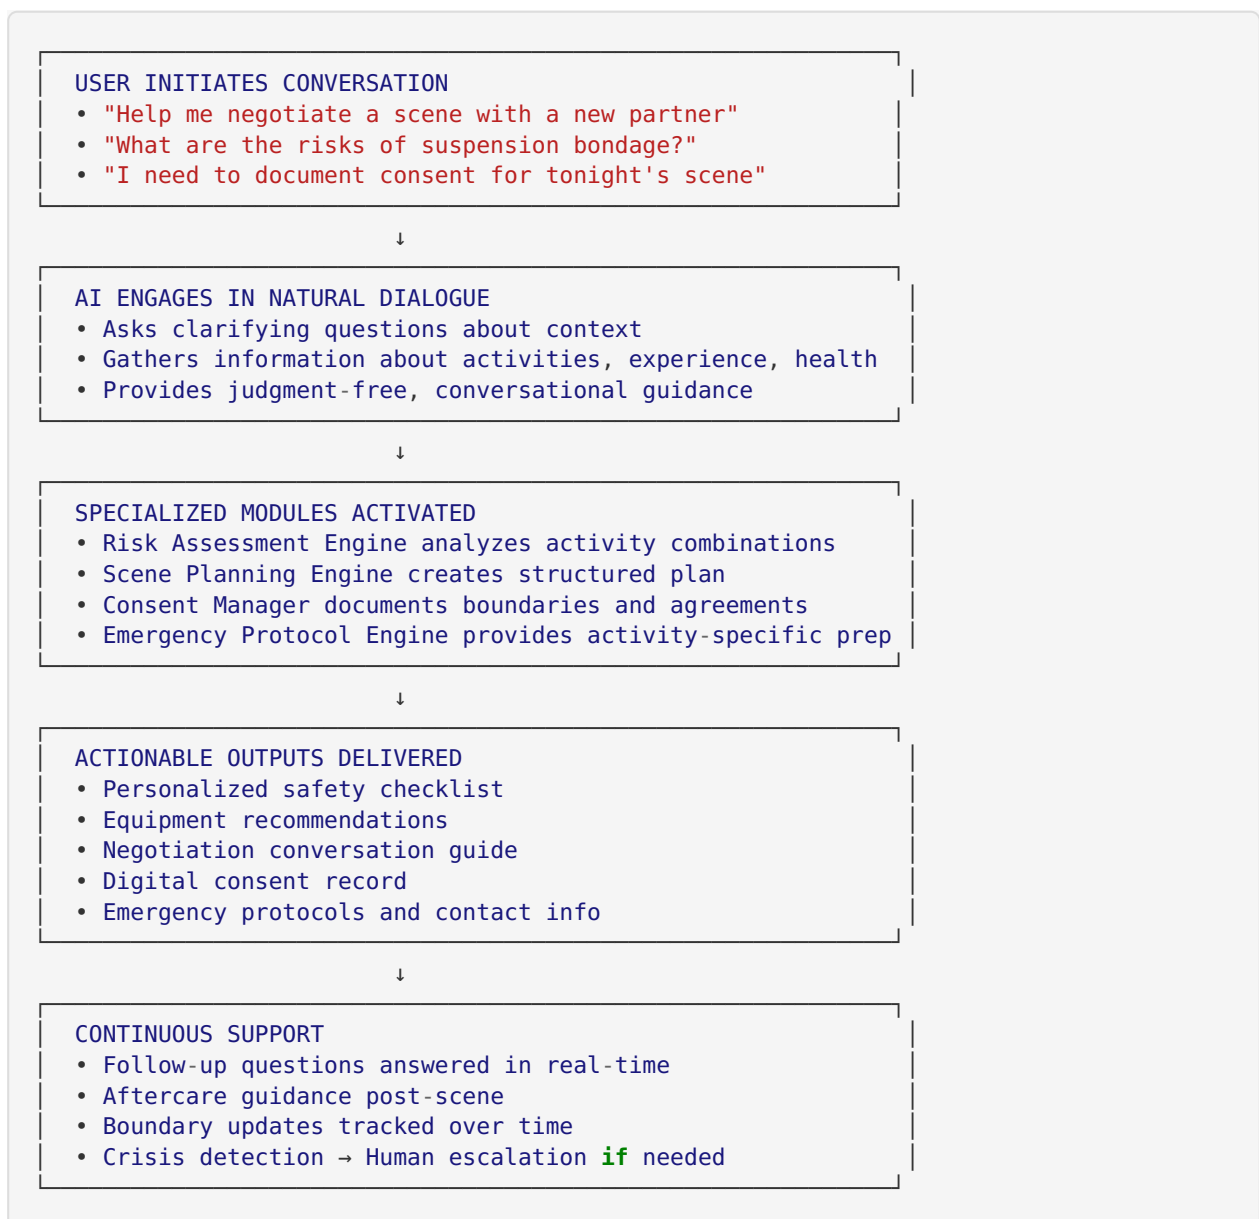 USER INITIATES CONVERSATION
• "Help me negotiate a scene with a new partner"
• "What are the risks of suspension bondage?"
• "I need to document consent for tonight's scene"
↓
AI ENGAGES IN NATURAL DIALOGUE
• Asks clarifying questions about context
• Gathers information about activities, experience, health
• Provides judgment-free, conversational guidance
↓
SPECIALIZED MODULES ACTIVATED
• Risk Assessment Engine analyzes activity combinations
• Scene Planning Engine creates structured plan
• Consent Manager documents boundaries and agreements
• Emergency Protocol Engine provides activity-specific prep
↓
ACTIONABLE OUTPUTS DELIVERED
• Personalized safety checklist
• Equipment recommendations
• Negotiation conversation guide
• Digital consent record
• Emergency protocols and contact info
↓
CONTINUOUS SUPPORT
• Follow-up questions answered in real-time
• Aftercare guidance post-scene
• Boundary updates tracked over time
• Crisis detection → Human escalation if needed